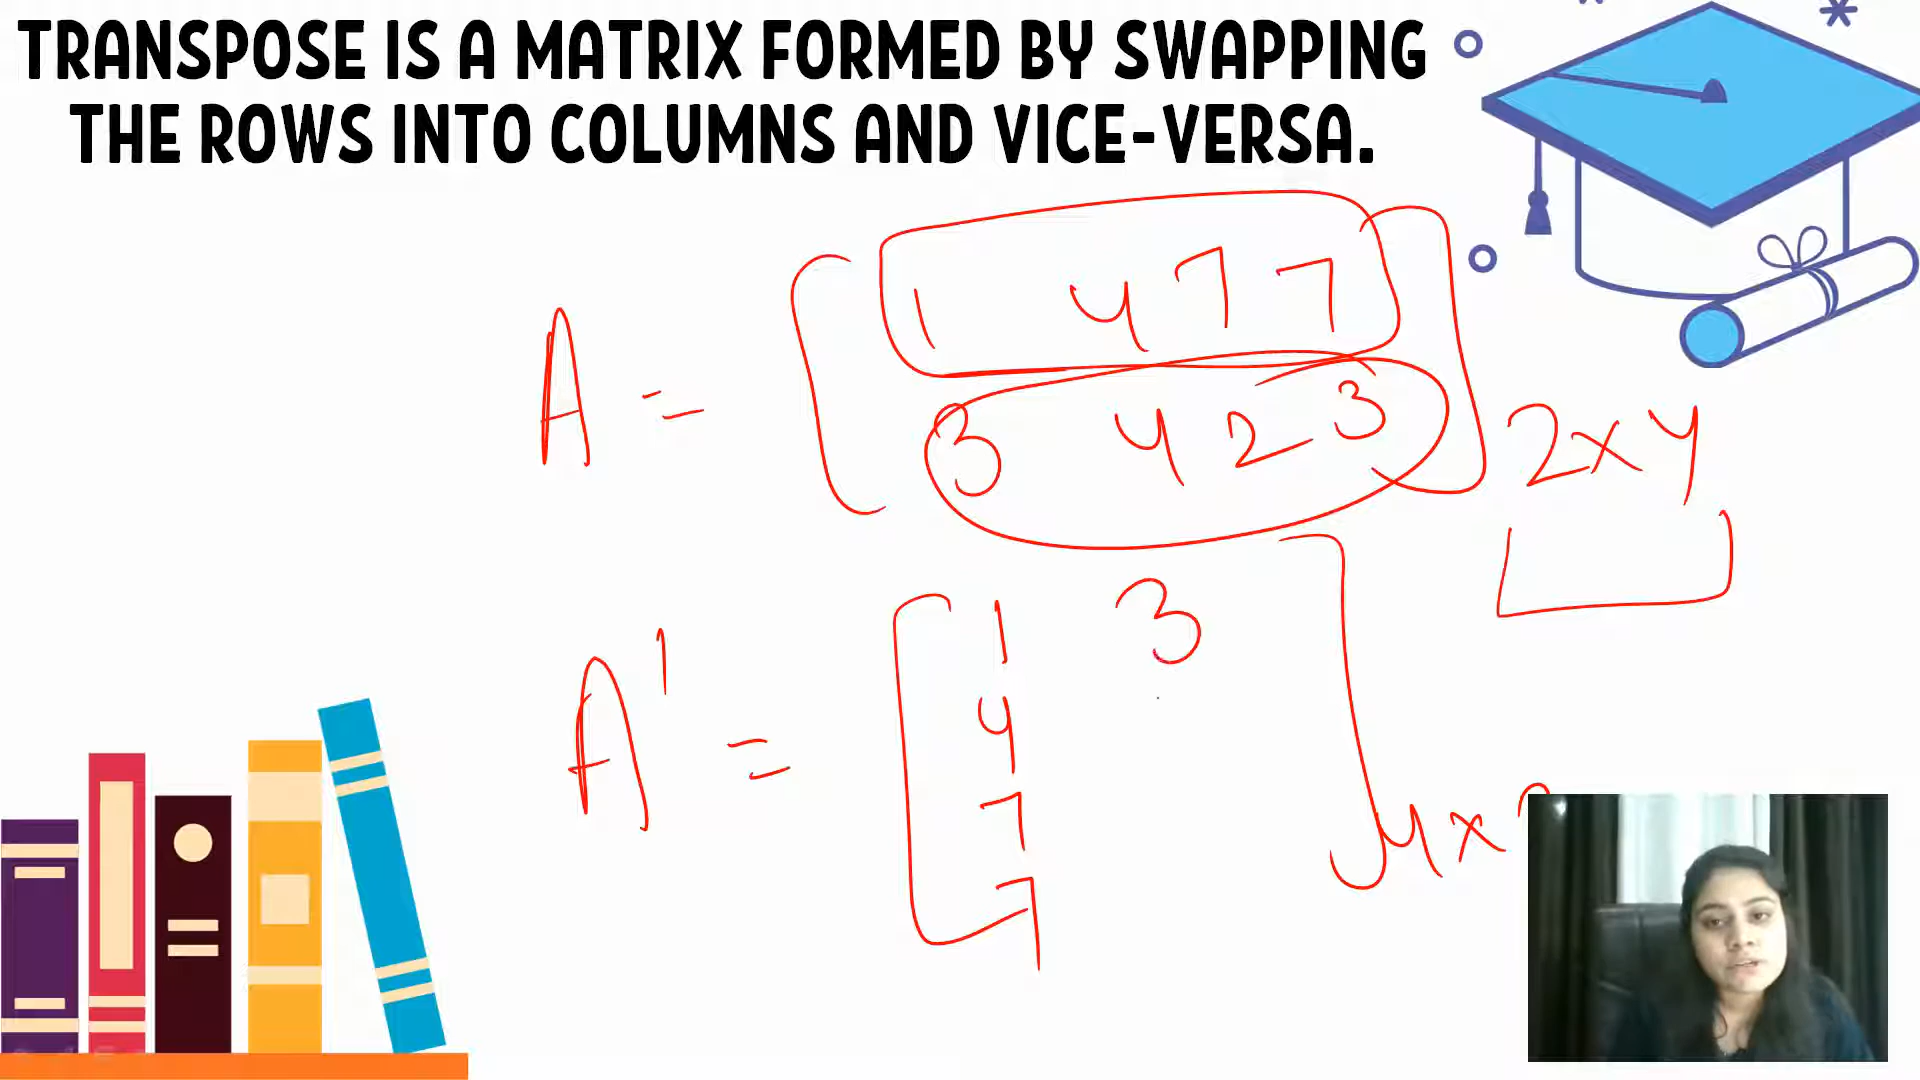 TRANSPOSE IS A MATRIX FORMED BY SWAPPING
THE ROWS INTO COLUMNS AND VICE-VERSA.
1 4 7 7
A =
3 4 2 3 2x4
1 3
4
A' =
7
4x
7